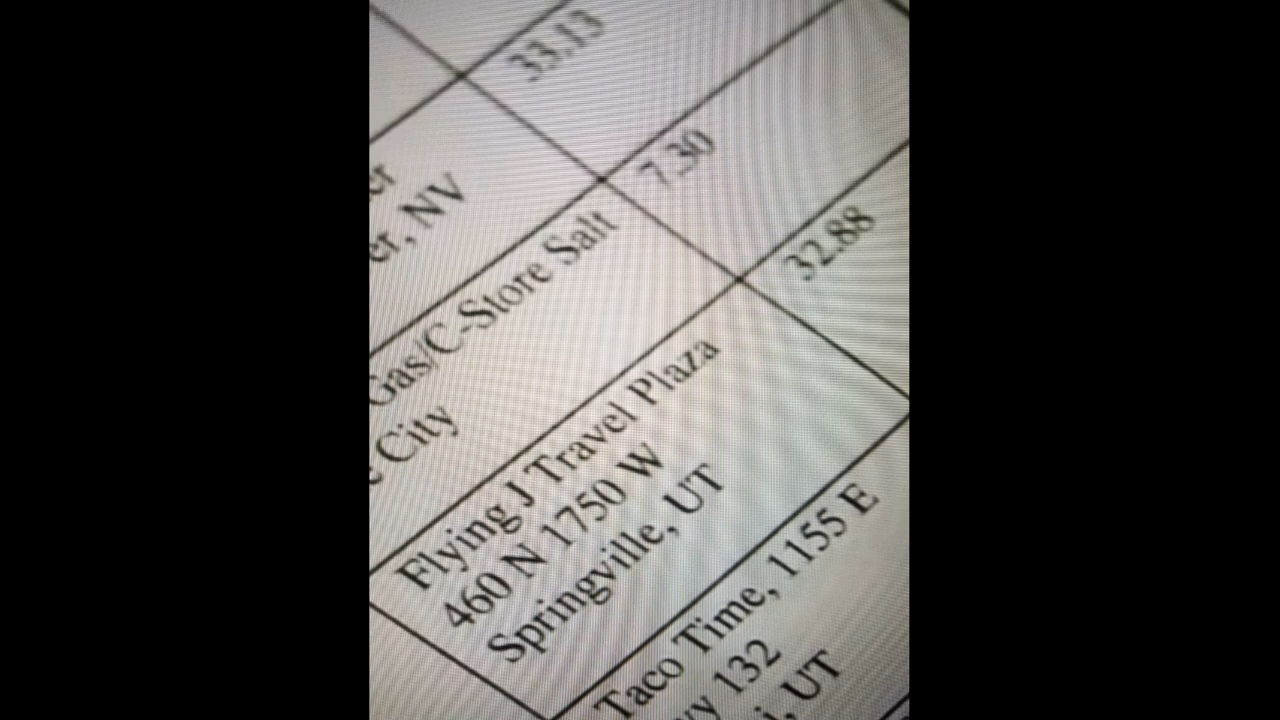 33.13
er
er, NV
7.30
Gas/C-Store Salt
e City
32.88
Flying J Travel Plaza
460 N 1750 W
Springville, UT
Taco Time, 1155 E
132
i, UT